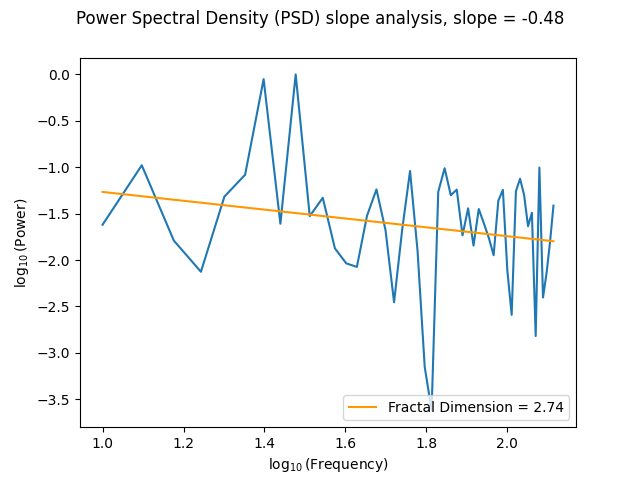 Power Spectral Density (PSD) slope analysis, slope = -0.48
0.0
−0.5
−1.0
−1.5
−2.0
−2.5
−3.0
−3.5
log₁₀(Power)
Fractal Dimension = 2.74
1.0 1.2 1.4 1.6 1.8 2.0
log₁₀(Frequency)